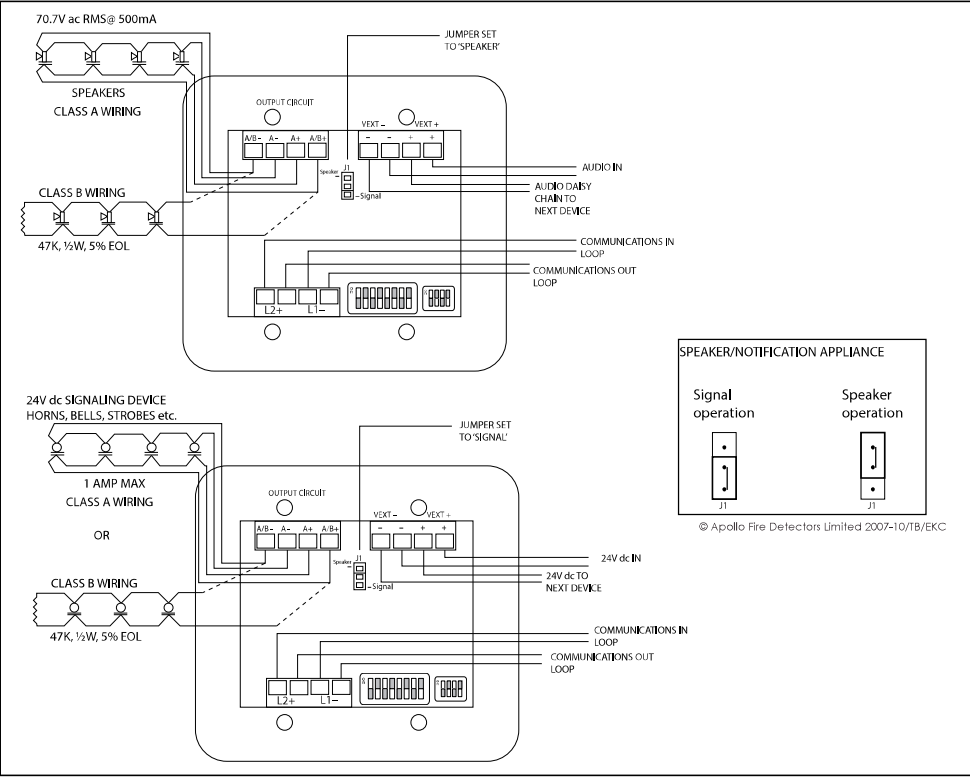 70.7V ac RMS@ 500mA
JUMPER SET
TO 'SPEAKER'
SPEAKERS
CLASS A WIRING
OUTPUT CIRCUIT
A/B- A- A+ A/B+
VEXT - VEXT +
- - + +
Speaker J1
Signal
AUDIO IN
AUDIO DAISY
CHAIN TO
NEXT DEVICE
CLASS B WIRING
47K, ½W, 5% EOL
COMMUNICATIONS IN
LOOP
COMMUNICATIONS OUT
LOOP
L2+ L1-
SPEAKER/NOTIFICATION APPLIANCE
Signal
operation
Speaker
operation
J1 J1
© Apollo Fire Detectors Limited 2007-10/TB/EKC
24V dc SIGNALING DEVICE
HORNS, BELLS, STROBES etc.
JUMPER SET
TO 'SIGNAL'
1 AMP MAX
CLASS A WIRING
OR
OUTPUT CIRCUIT
A/B- A- A+ A/B+
VEXT - VEXT +
- - + +
Speaker J1
Signal
24V dc IN
24V dc TO
NEXT DEVICE
CLASS B WIRING
47K, ½W, 5% EOL
COMMUNICATIONS IN
LOOP
COMMUNICATIONS OUT
LOOP
L2+ L1-